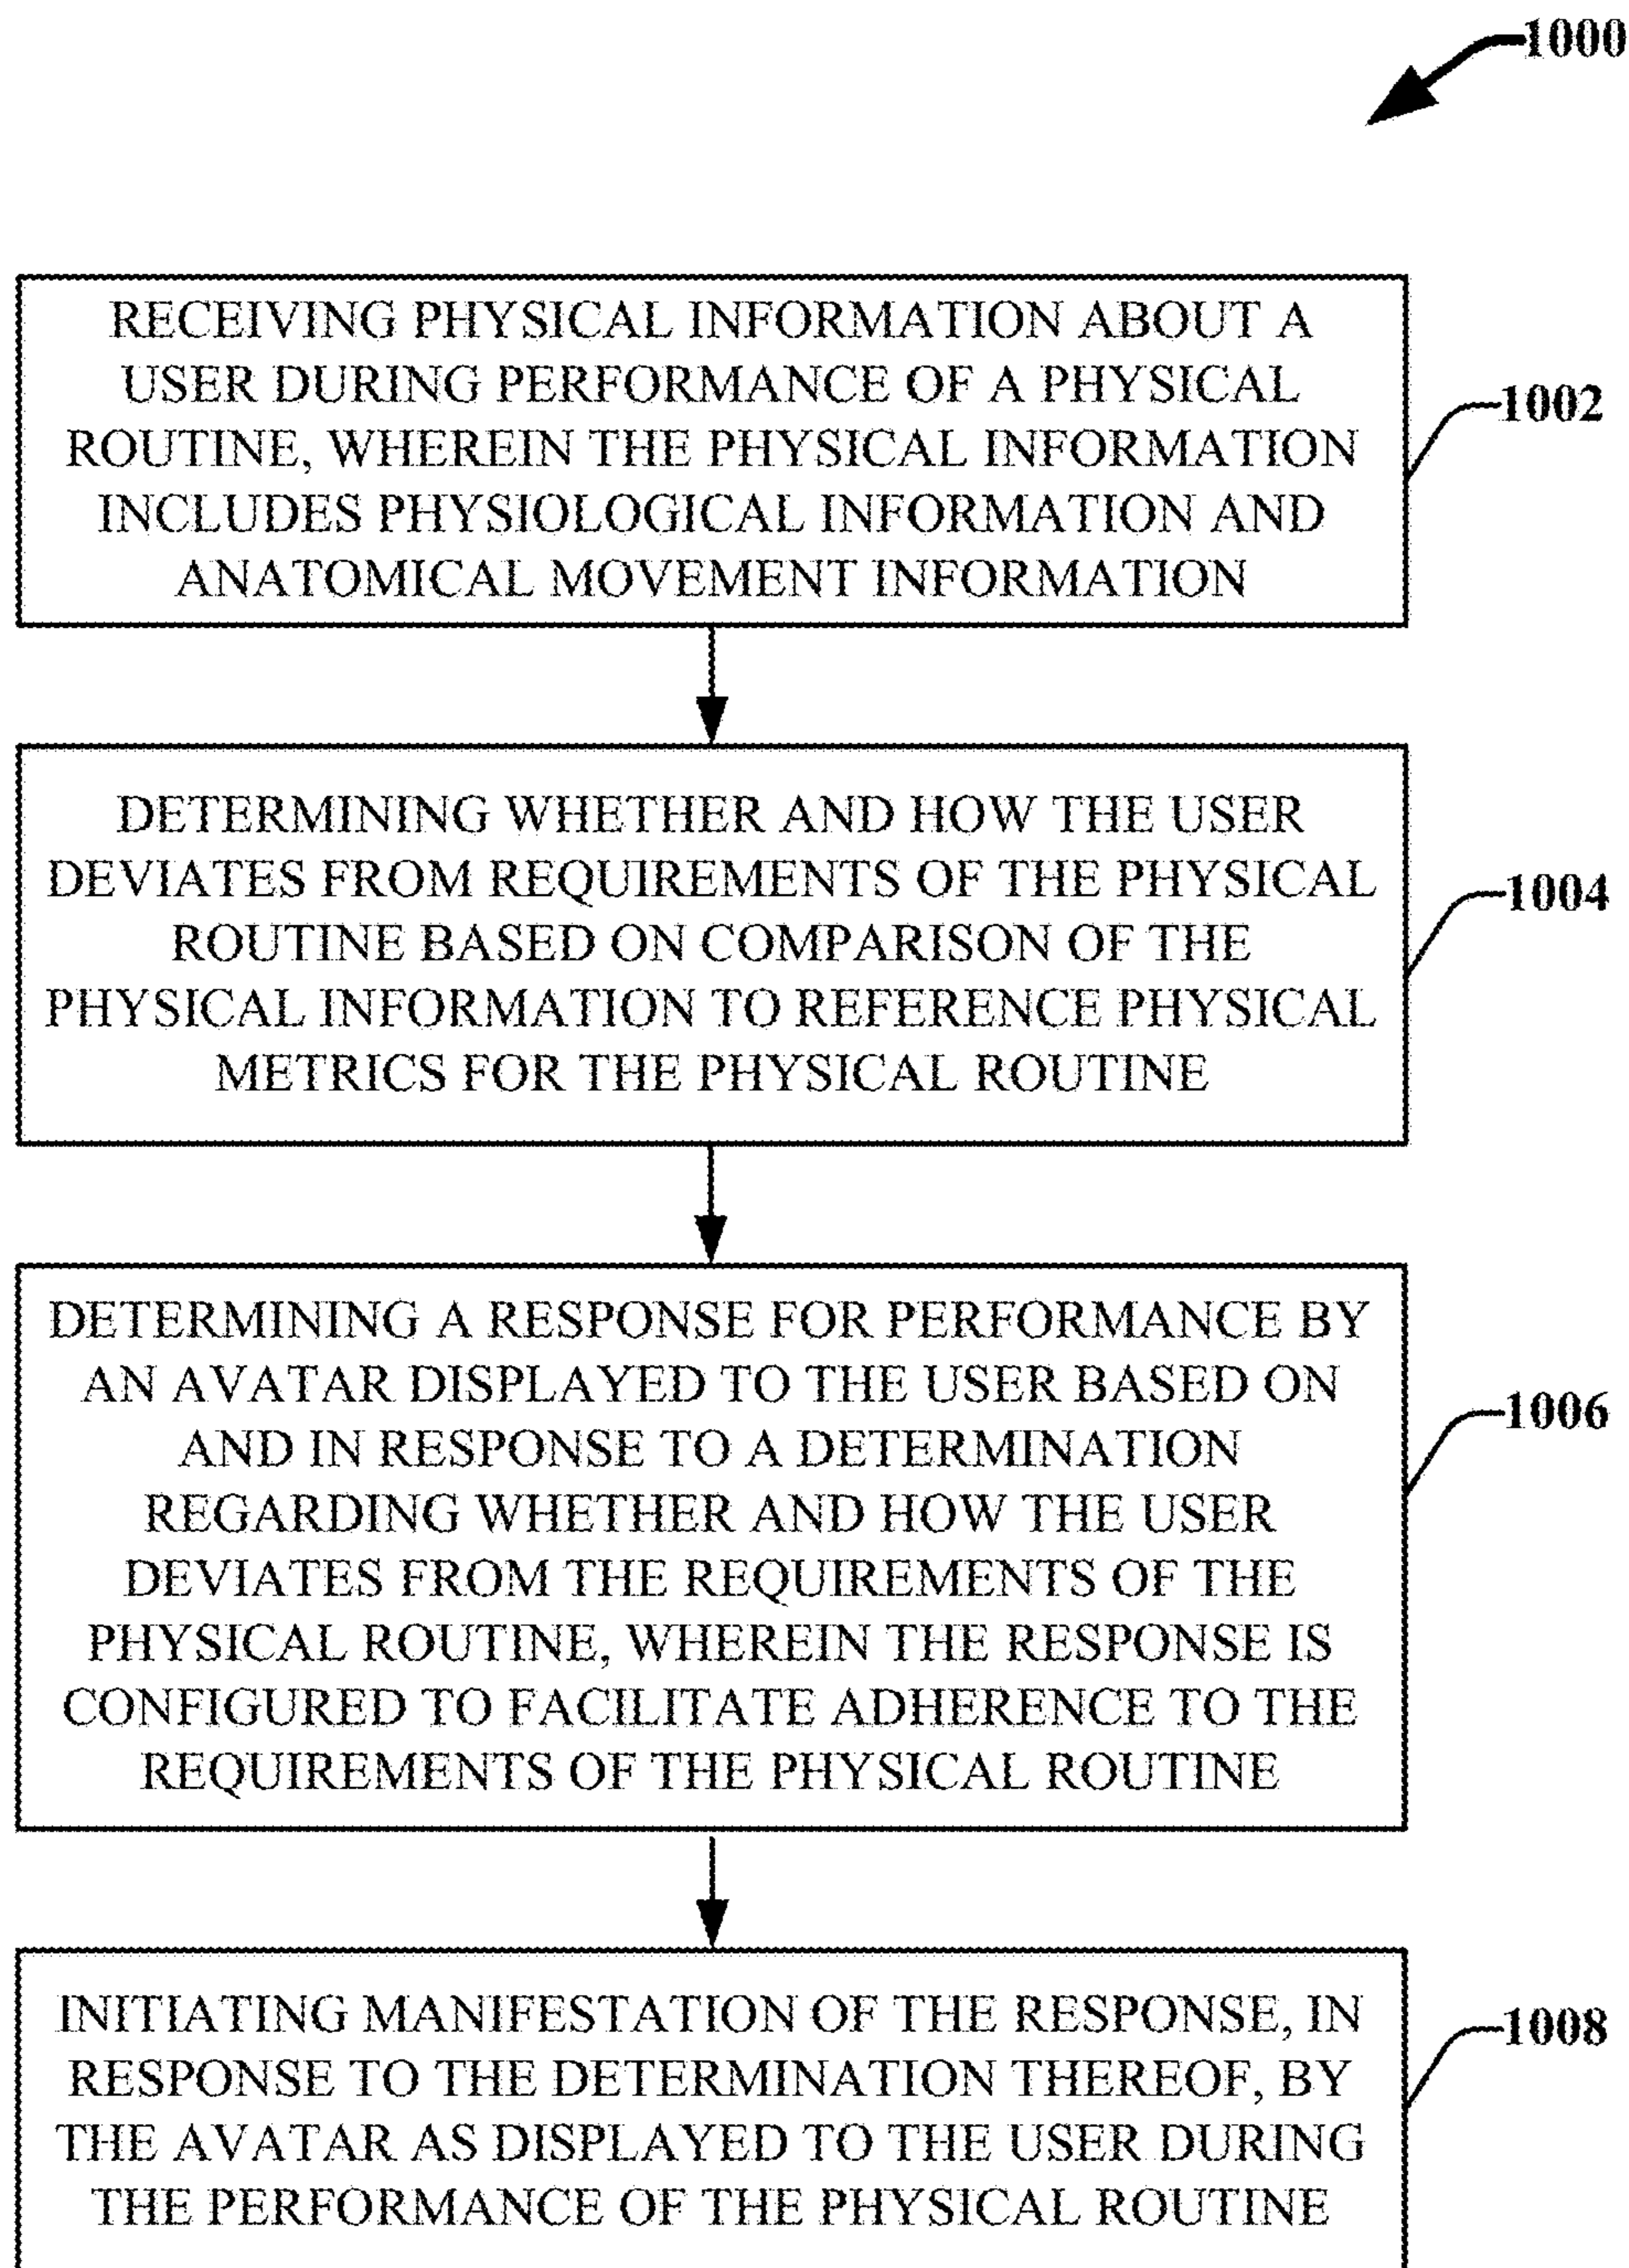 1000
RECEIVING PHYSICAL INFORMATION ABOUT A
USER DURING PERFORMANCE OF A PHYSICAL
ROUTINE, WHEREIN THE PHYSICAL INFORMATION
INCLUDES PHYSIOLOGICAL INFORMATION AND
ANATOMICAL MOVEMENT INFORMATION
1002
DETERMINING WHETHER AND HOW THE USER
DEVIATES FROM REQUIREMENTS OF THE PHYSICAL
ROUTINE BASED ON COMPARISON OF THE
PHYSICAL INFORMATION TO REFERENCE PHYSICAL
METRICS FOR THE PHYSICAL ROUTINE
1004
DETERMINING A RESPONSE FOR PERFORMANCE BY
AN AVATAR DISPLAYED TO THE USER BASED ON
AND IN RESPONSE TO A DETERMINATION
REGARDING WHETHER AND HOW THE USER
DEVIATES FROM THE REQUIREMENTS OF THE
PHYSICAL ROUTINE, WHEREIN THE RESPONSE IS
CONFIGURED TO FACILITATE ADHERENCE TO THE
REQUIREMENTS OF THE PHYSICAL ROUTINE
1006
INITIATING MANIFESTATION OF THE RESPONSE, IN
RESPONSE TO THE DETERMINATION THEREOF, BY
THE AVATAR AS DISPLAYED TO THE USER DURING
THE PERFORMANCE OF THE PHYSICAL ROUTINE
1008